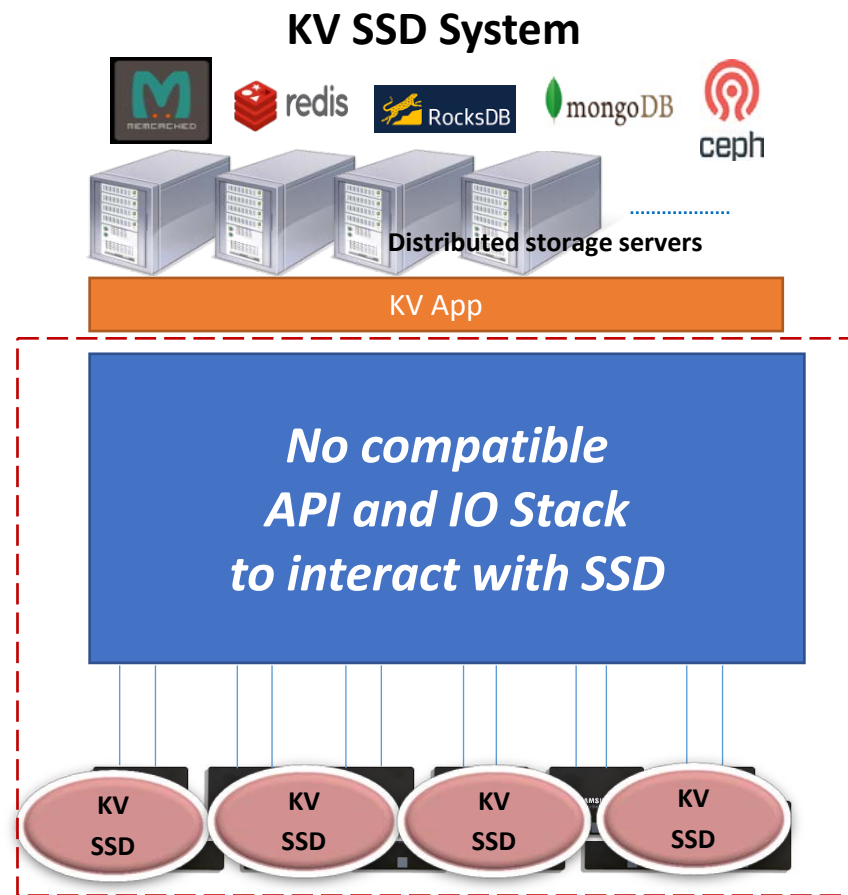 KV SSD System
MEMCACHED
redis
RocksDB
mongoDB
ceph
...................
Distributed storage servers
KV App
No compatible
API and IO Stack
to interact with SSD
KV
SSD
KV
SSD
KV
SSD
KV
SSD